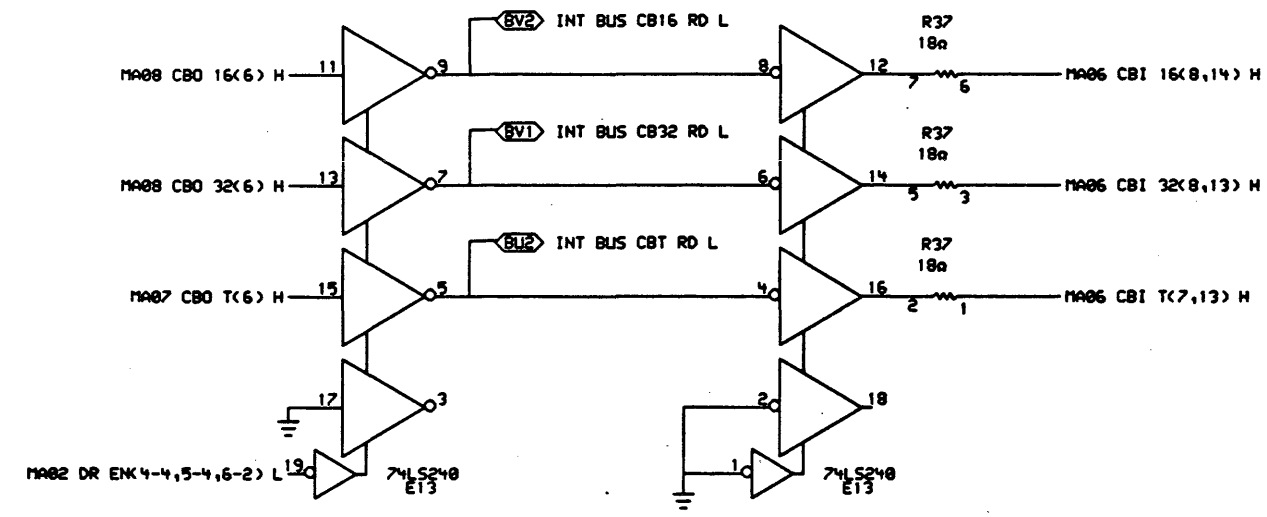 BV2 INT BUS CB16 RD L
R37
18Ω
MA08 CBO 16(6) H 11 9 8 12 7 6 MA06 CBI 16(8,14) H
BV1 INT BUS CB32 RD L
R37
18Ω
MA08 CBO 32(6) H 13 7 6 14 5 3 MA06 CBI 32(8,13) H
BU2 INT BUS CBT RD L
R37
18Ω
MA07 CBO T(6) H 15 5 4 16 2 1 MA06 CBI T(7,13) H
17 3 2 18
MA02 DR EN(4-4,5-4,6-2) L 19 74LS240 1 74LS240
E13 E13